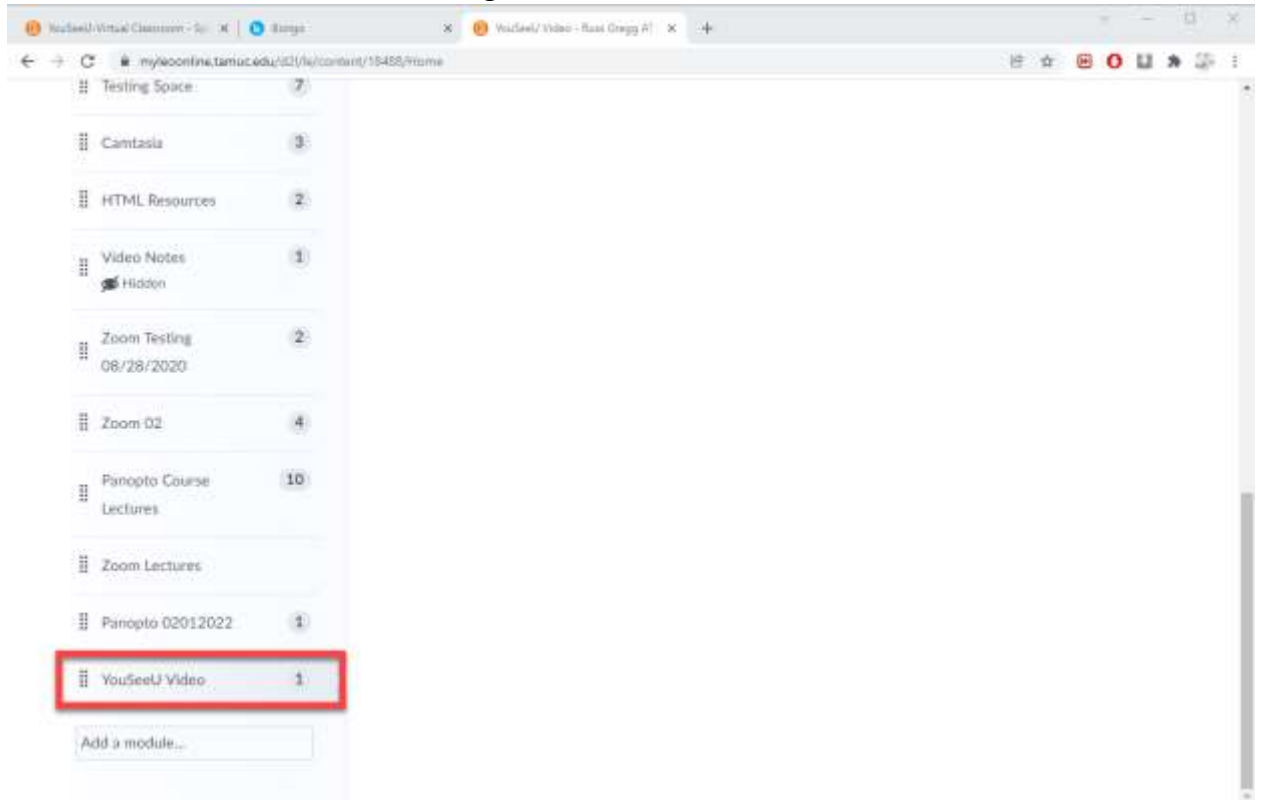 Bongo
YouSeeU Video - Russ Gregg
myleoonline.tamuc.edu/d2l/le/content/18488/Home
Testing Space 7
Camtasia 3
HTML Resources 2
Video Notes 1
Hidden
Zoom Testing 2
08/28/2020
Zoom 02 4
Panopto Course 10
Lectures
Zoom Lectures
Panopto 02012022 1
YouSeeU Video 1
Add a module...